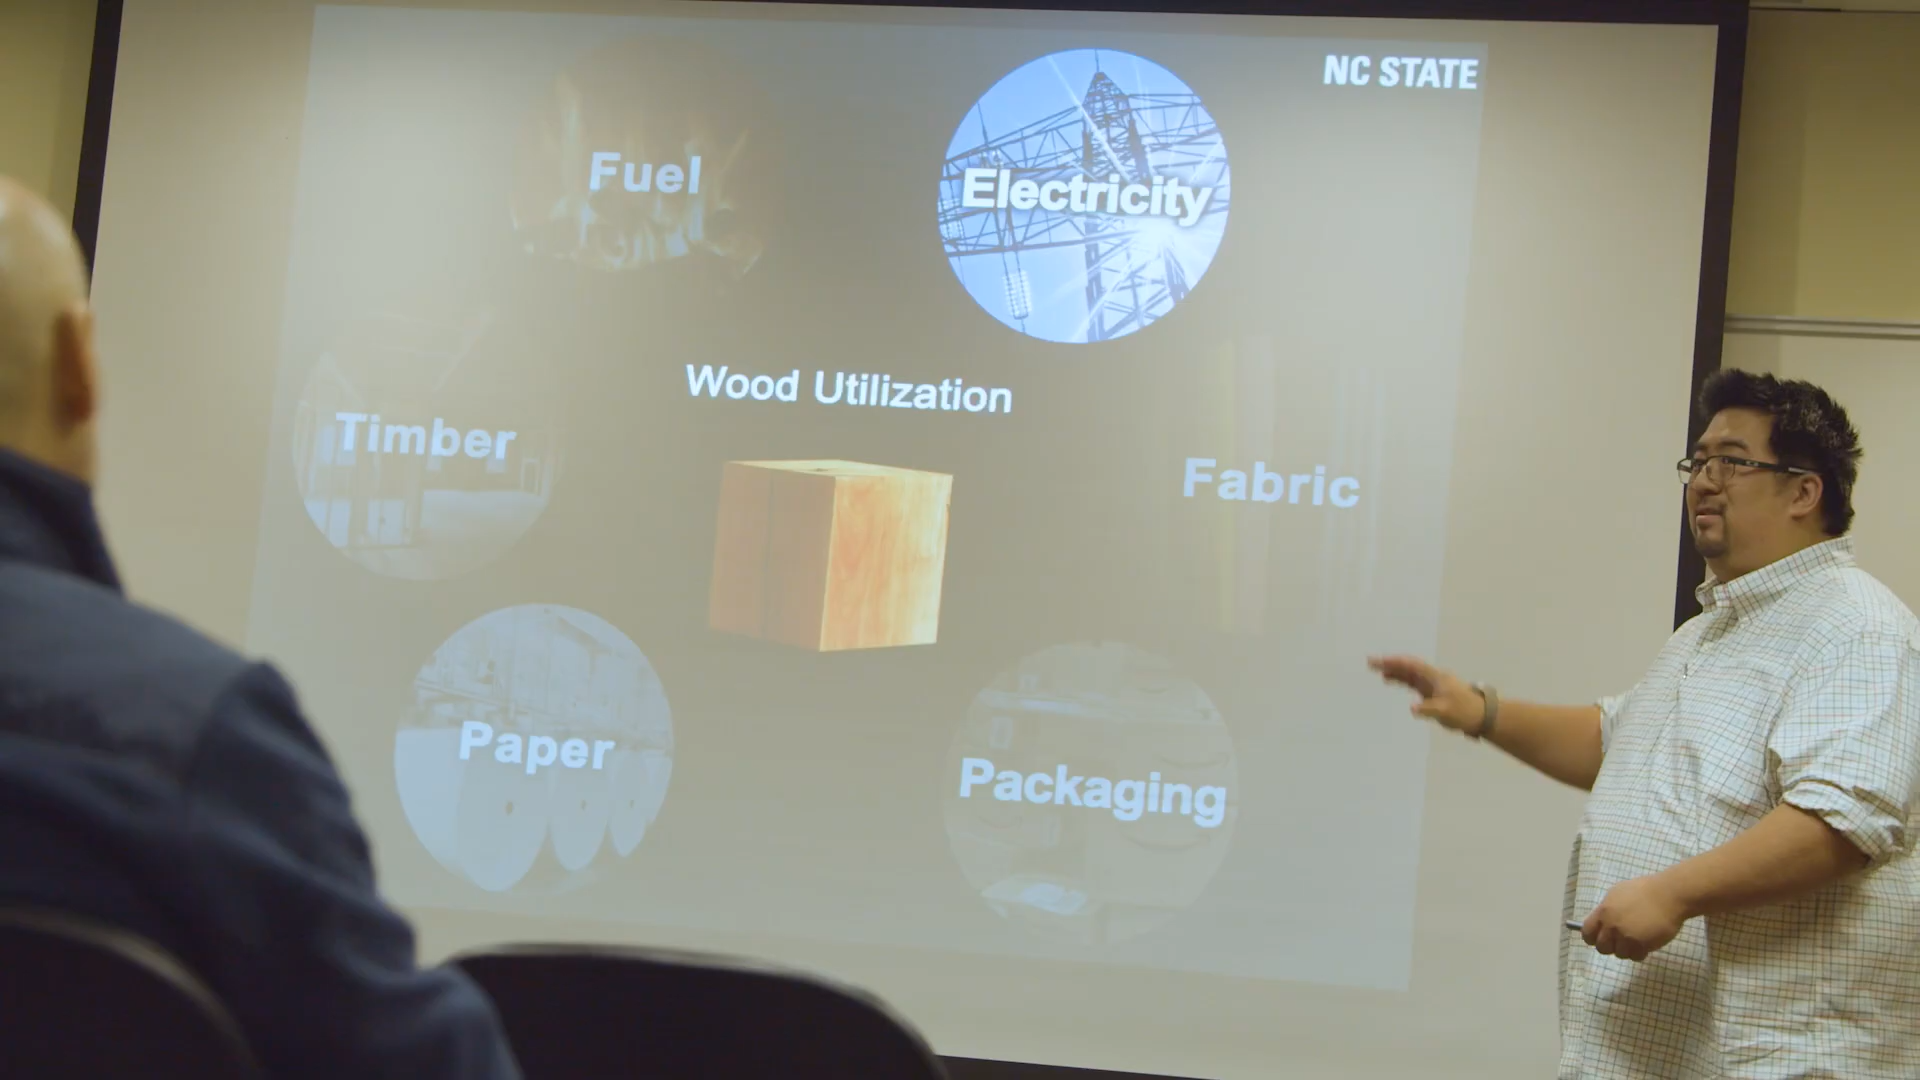 NC STATE
Fuel
Electricity
Wood Utilization
Timber
Fabric
Paper
Packaging